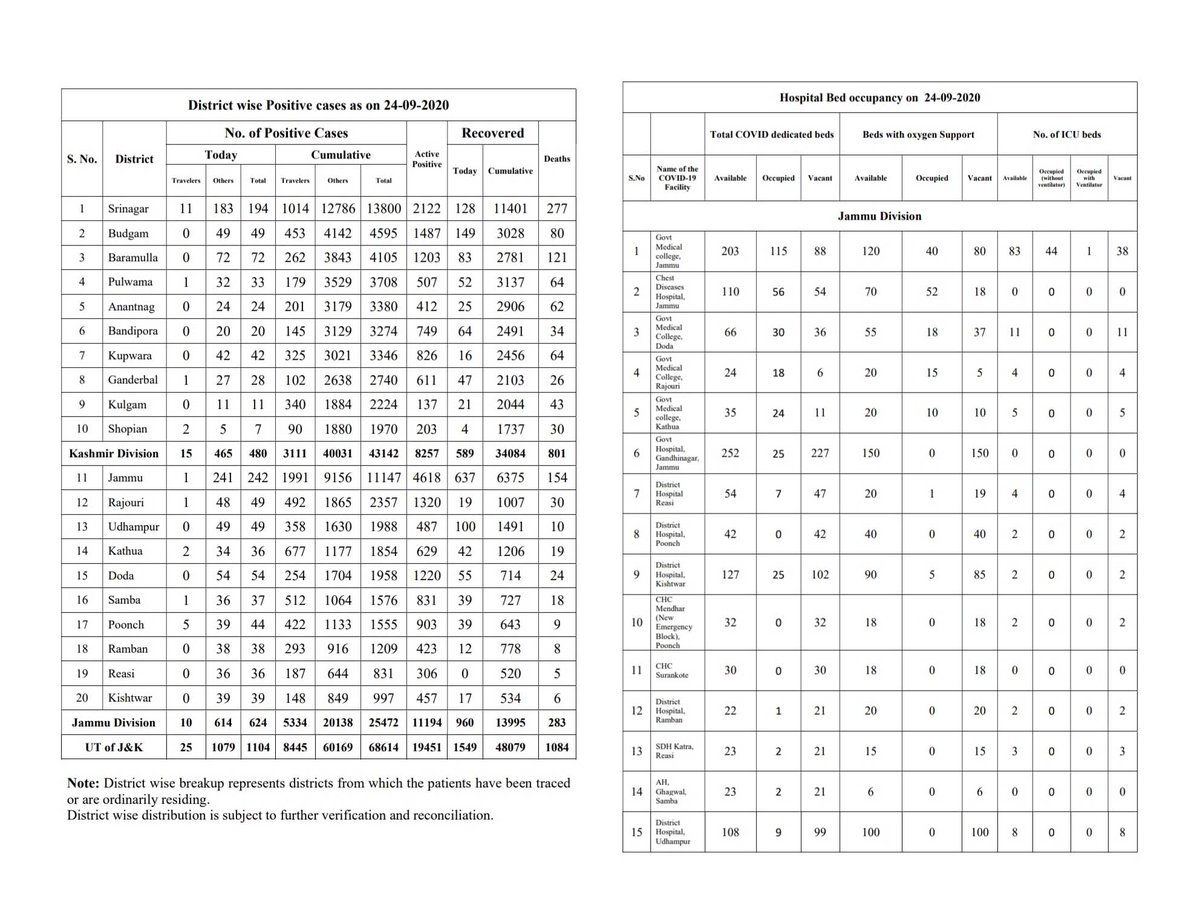 District wise Positive cases as on 24-09-2020
S. No. District No. of Positive Cases Active Positive Recovered Deaths
Today Cumulative Today Cumulative
Travelers Others Total Travelers Others Total
1 Srinagar 11 183 194 1014 12786 13800 2122 128 11401 277
2 Budgam 0 49 49 453 4142 4595 1487 149 3028 80
3 Baramulla 0 72 72 262 3843 4105 1203 83 2781 121
4 Pulwama 1 32 33 179 3529 3708 507 52 3137 64
5 Anantnag 0 24 24 201 3179 3380 412 25 2906 62
6 Bandipora 0 20 20 145 3129 3274 749 64 2491 34
7 Kupwara 0 42 42 325 3021 3346 826 16 2456 64
8 Ganderbal 1 27 28 102 2638 2740 611 47 2103 26
9 Kulgam 0 11 11 340 1884 2224 137 21 2044 43
10 Shopian 2 5 7 90 1880 1970 203 4 1737 30
Kashmir Division 15 465 480 3111 40031 43142 8257 589 34084 801
11 Jammu 1 241 242 1991 9156 11147 4618 637 6375 154
12 Rajouri 1 48 49 492 1865 2357 1320 19 1007 30
13 Udhampur 0 49 49 358 1630 1988 487 100 1491 10
14 Kathua 2 34 36 677 1177 1854 629 42 1206 19
15 Doda 0 54 54 254 1704 1958 1220 55 714 24
16 Samba 1 36 37 512 1064 1576 831 39 727 18
17 Poonch 5 39 44 422 1133 1555 903 39 643 9
18 Ramban 0 38 38 293 916 1209 423 12 778 8
19 Reasi 0 36 36 187 644 831 306 0 520 5
20 Kishtwar 0 39 39 148 849 997 457 17 534 6
Jammu Division 10 614 624 5334 20138 25472 11194 960 13995 283
UT of J&K 25 1079 1104 8445 60169 68614 19451 1549 48079 1084
Note: District wise breakup represents districts from which the patients have been traced
or are ordinarily residing.
District wise distribution is subject to further verification and reconciliation.
Hospital Bed occupancy on 24-09-2020
Total COVID dedicated beds Beds with oxygen Support No. of ICU beds
S.No Name of the COVID-19 Facility Available Occupied Vacant Available Occupied Vacant Available Occupied (without ventilator) Occupied with Ventilator Vacant
Jammu Division
1 Govt Medical college, Jammu 203 115 88 120 40 80 83 44 1 38
2 Chest Diseases Hospital, Jammu 110 56 54 70 52 18 0 0 0 0
3 Govt Medical College, Doda 66 30 36 55 18 37 11 0 0 11
4 Govt Medical College, Rajouri 24 18 6 20 15 5 4 0 0 4
5 Govt Medical college, Kathua 35 24 11 20 10 10 5 0 0 5
6 Govt Hospital, Gandhinagar, Jammu 252 25 227 150 0 150 0 0 0 0
7 District Hospital Reasi 54 7 47 20 1 19 4 0 0 4
8 District Hospital, Poonch 42 0 42 40 0 40 2 0 0 2
9 District Hospital, Kishtwar 127 25 102 90 5 85 2 0 0 2
10 CHC Mendhar (New Emergency Block), Poonch 32 0 32 18 0 18 2 0 0 2
11 CHC Surankote 30 0 30 18 0 18 0 0 0 0
12 District Hospital, Ramban 22 1 21 20 0 20 2 0 0 2
13 SDH Katra, Reasi 23 2 21 15 0 15 3 0 0 3
14 AH, Ghagwal, Samba 23 2 21 6 0 6 0 0 0 0
15 District Hospital, Udhampur 108 9 99 100 0 100 8 0 0 8